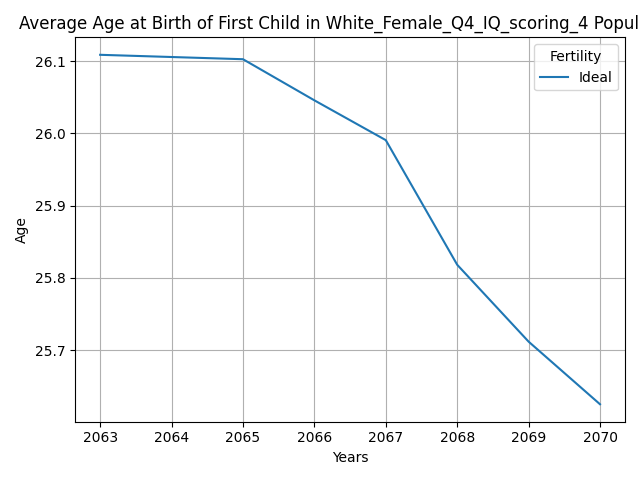 Average Age at Birth of First Child in White_Female_Q4_IQ_scoring_4 Popul
Fertility
Ideal
26.1
26.0
25.9
25.8
25.7
Age
2063 2064 2065 2066 2067 2068 2069 2070
Years